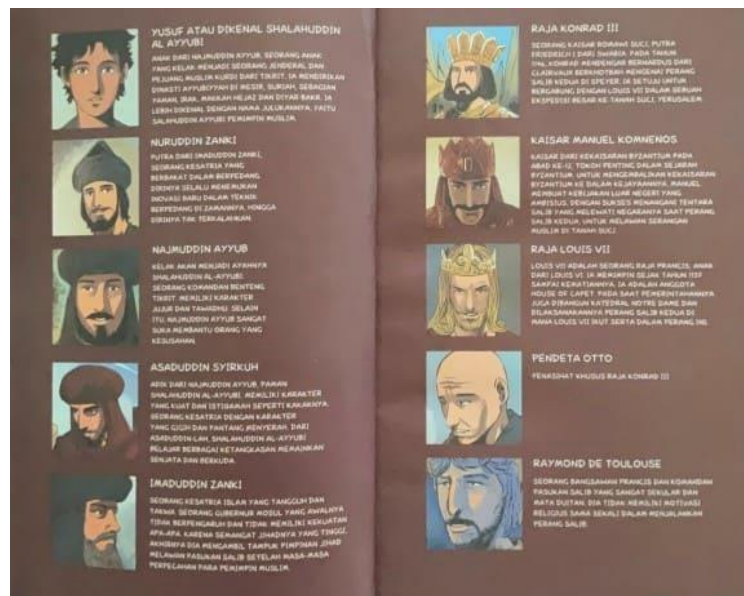 YUSUF ATAU DIKENAL SHALAHUDDIN
AL AYYUBI
ANAK DARI NAJMUDDIN AYYUB, SEORANG ANAK
YANG KELAK MENJADI SEORANG JENDERAL DAN
PEJUANG MUSLIM KURDI DARI TIKRIT. IA MENDIRIKAN
DINASTI AYYUBIYYAH DI MESIR, SURIAH, SEBAGIAN
YAMAN, IRAK, MAKKAH HEJAZ DAN DIYAR BAKR. IA
LEBIH DIKENAL DENGAN NAMA JULUKANNYA, YAITU
SALAHUDDIN AYYUBI PEMIMPIN MUSLIM.
NURUDDIN ZANKI
PUTRA DARI IMADUDDIN ZANKI,
SEORANG KESATRIA YANG
BERBAKAT DALAM BERPEDANG.
DIRINYA SELALU MENEMUKAN
INOVASI BARU DALAM TEKNIK
BERPEDANG DI ZAMANNYA, HINGGA
DIRINYA TAK TERKALAHKAN.
NAJMUDDIN AYYUB
KELAK AKAN MENJADI AYAHNYA
SHALAHUDDIN AL-AYYUBI.
SEORANG KOMANDAN BENTENG
TIKRIT. MEMILIKI KARAKTER
JUJUR DAN TAWADHU. SELAIN
ITU, NAJMUDDIN AYYUB SANGAT
SUKA MEMBANTU ORANG YANG
KESUSAHAN.
ASADUDDIN SYIRKUH
ADIK DARI NAJMUDDIN AYYUB, PAMAN
SHALAHUDDIN AL-AYYUBI. MEMILIKI KARAKTER
YANG KUAT DAN ISTIQAMAH SEPERTI KAKAKNYA.
SEORANG KESATRIA DENGAN KARAKTER
YANG GIGIH DAN PANTANG MENYERAH. DARI
ASADUDDIN-LAH, SHALAHUDDIN AL-AYYUBI
BELAJAR BERBAGAI KETANGKASAN MEMAINKAN
SENJATA DAN BERKUDA.
IMADUDDIN ZANKI
SEORANG KESATRIA ISLAM YANG TANGGUH DAN
TAKWA. SEORANG GUBERNUR MOSUL YANG AWALNYA
TIDAK BERPENGARUH DAN TIDAK MEMILIKI KEKUATAN
APA-APA. KARENA SEMANGAT JIHADNYA YANG TINGGI,
AKHIRNYA DIA MENGAMBIL TAMPUK PIMPINAN JIHAD
MELAWAN PASUKAN SALIB SETELAH MASA-MASA
PERPECAHAN PARA PEMIMPIN MUSLIM.
RAJA KONRAD III
SEORANG KAISAR ROMAWI SUCI, PUTRA
FRIEDRICH I DARI SWABIA. PADA TAHUN
1146, KONRAD MENDENGAR BERNARDUS DARI
CLAIRVAUX BERKHOTBAH MENGENAI PERANG
SALIB KEDUA DI SPEYER. IA SETUJU UNTUK
BERGABUNG DENGAN LOUIS VII DALAM SEBUAH
EKSPEDISI BESAR KE TANAH SUCI, YERUSALEM.
KAISAR MANUEL KOMNENOS
KAISAR DARI KEKAISARAN BYZANTIUM PADA
ABAD KE-12. TOKOH PENTING DALAM SEJARAH
BYZANTIUM. UNTUK MENGEMBALIKAN KEKAISARAN
BYZANTIUM KE DALAM KEJAYAANNYA, MANUEL
MEMBUAT KEBIJAKAN LUAR NEGERI YANG
AMBISIUS. DENGAN SUKSES MENANGANI TENTARA
SALIB YANG MELEWATI NEGARANYA SAAT PERANG
SALIB KEDUA, UNTUK MELAWAN SERANGAN
MUSLIM DI TANAH SUCI.
RAJA LOUIS VII
LOUIS VII ADALAH SEORANG RAJA PRANCIS, ANAK
DARI LOUIS VI. IA MEMIMPIN SEJAK TAHUN 1137
SAMPAI KEMATIANNYA. IA ADALAH ANGGOTA
HOUSE OF CAPET. PADA SAAT PEMERINTAHANNYA
JUGA DIBANGUN KATEDRAL NOTRE DAME DAN
DILAKSANAKANNYA PERANG SALIB KEDUA DI
MANA LOUIS VII IKUT SERTA DALAM PERANG INI.
PENDETA OTTO
PENASIHAT KHUSUS RAJA KONRAD III
RAYMOND DE TOULOUSE
SEORANG BANGSAWAN PRANCIS DAN KOMANDAN
PASUKAN SALIB YANG SANGAT SEKULAR DAN
MATA DUITAN. DIA TIDAK MEMILIKI MOTIVASI
RELIGIUS SAMA SEKALI DALAM MENJALANKAN
PERANG SALIB.